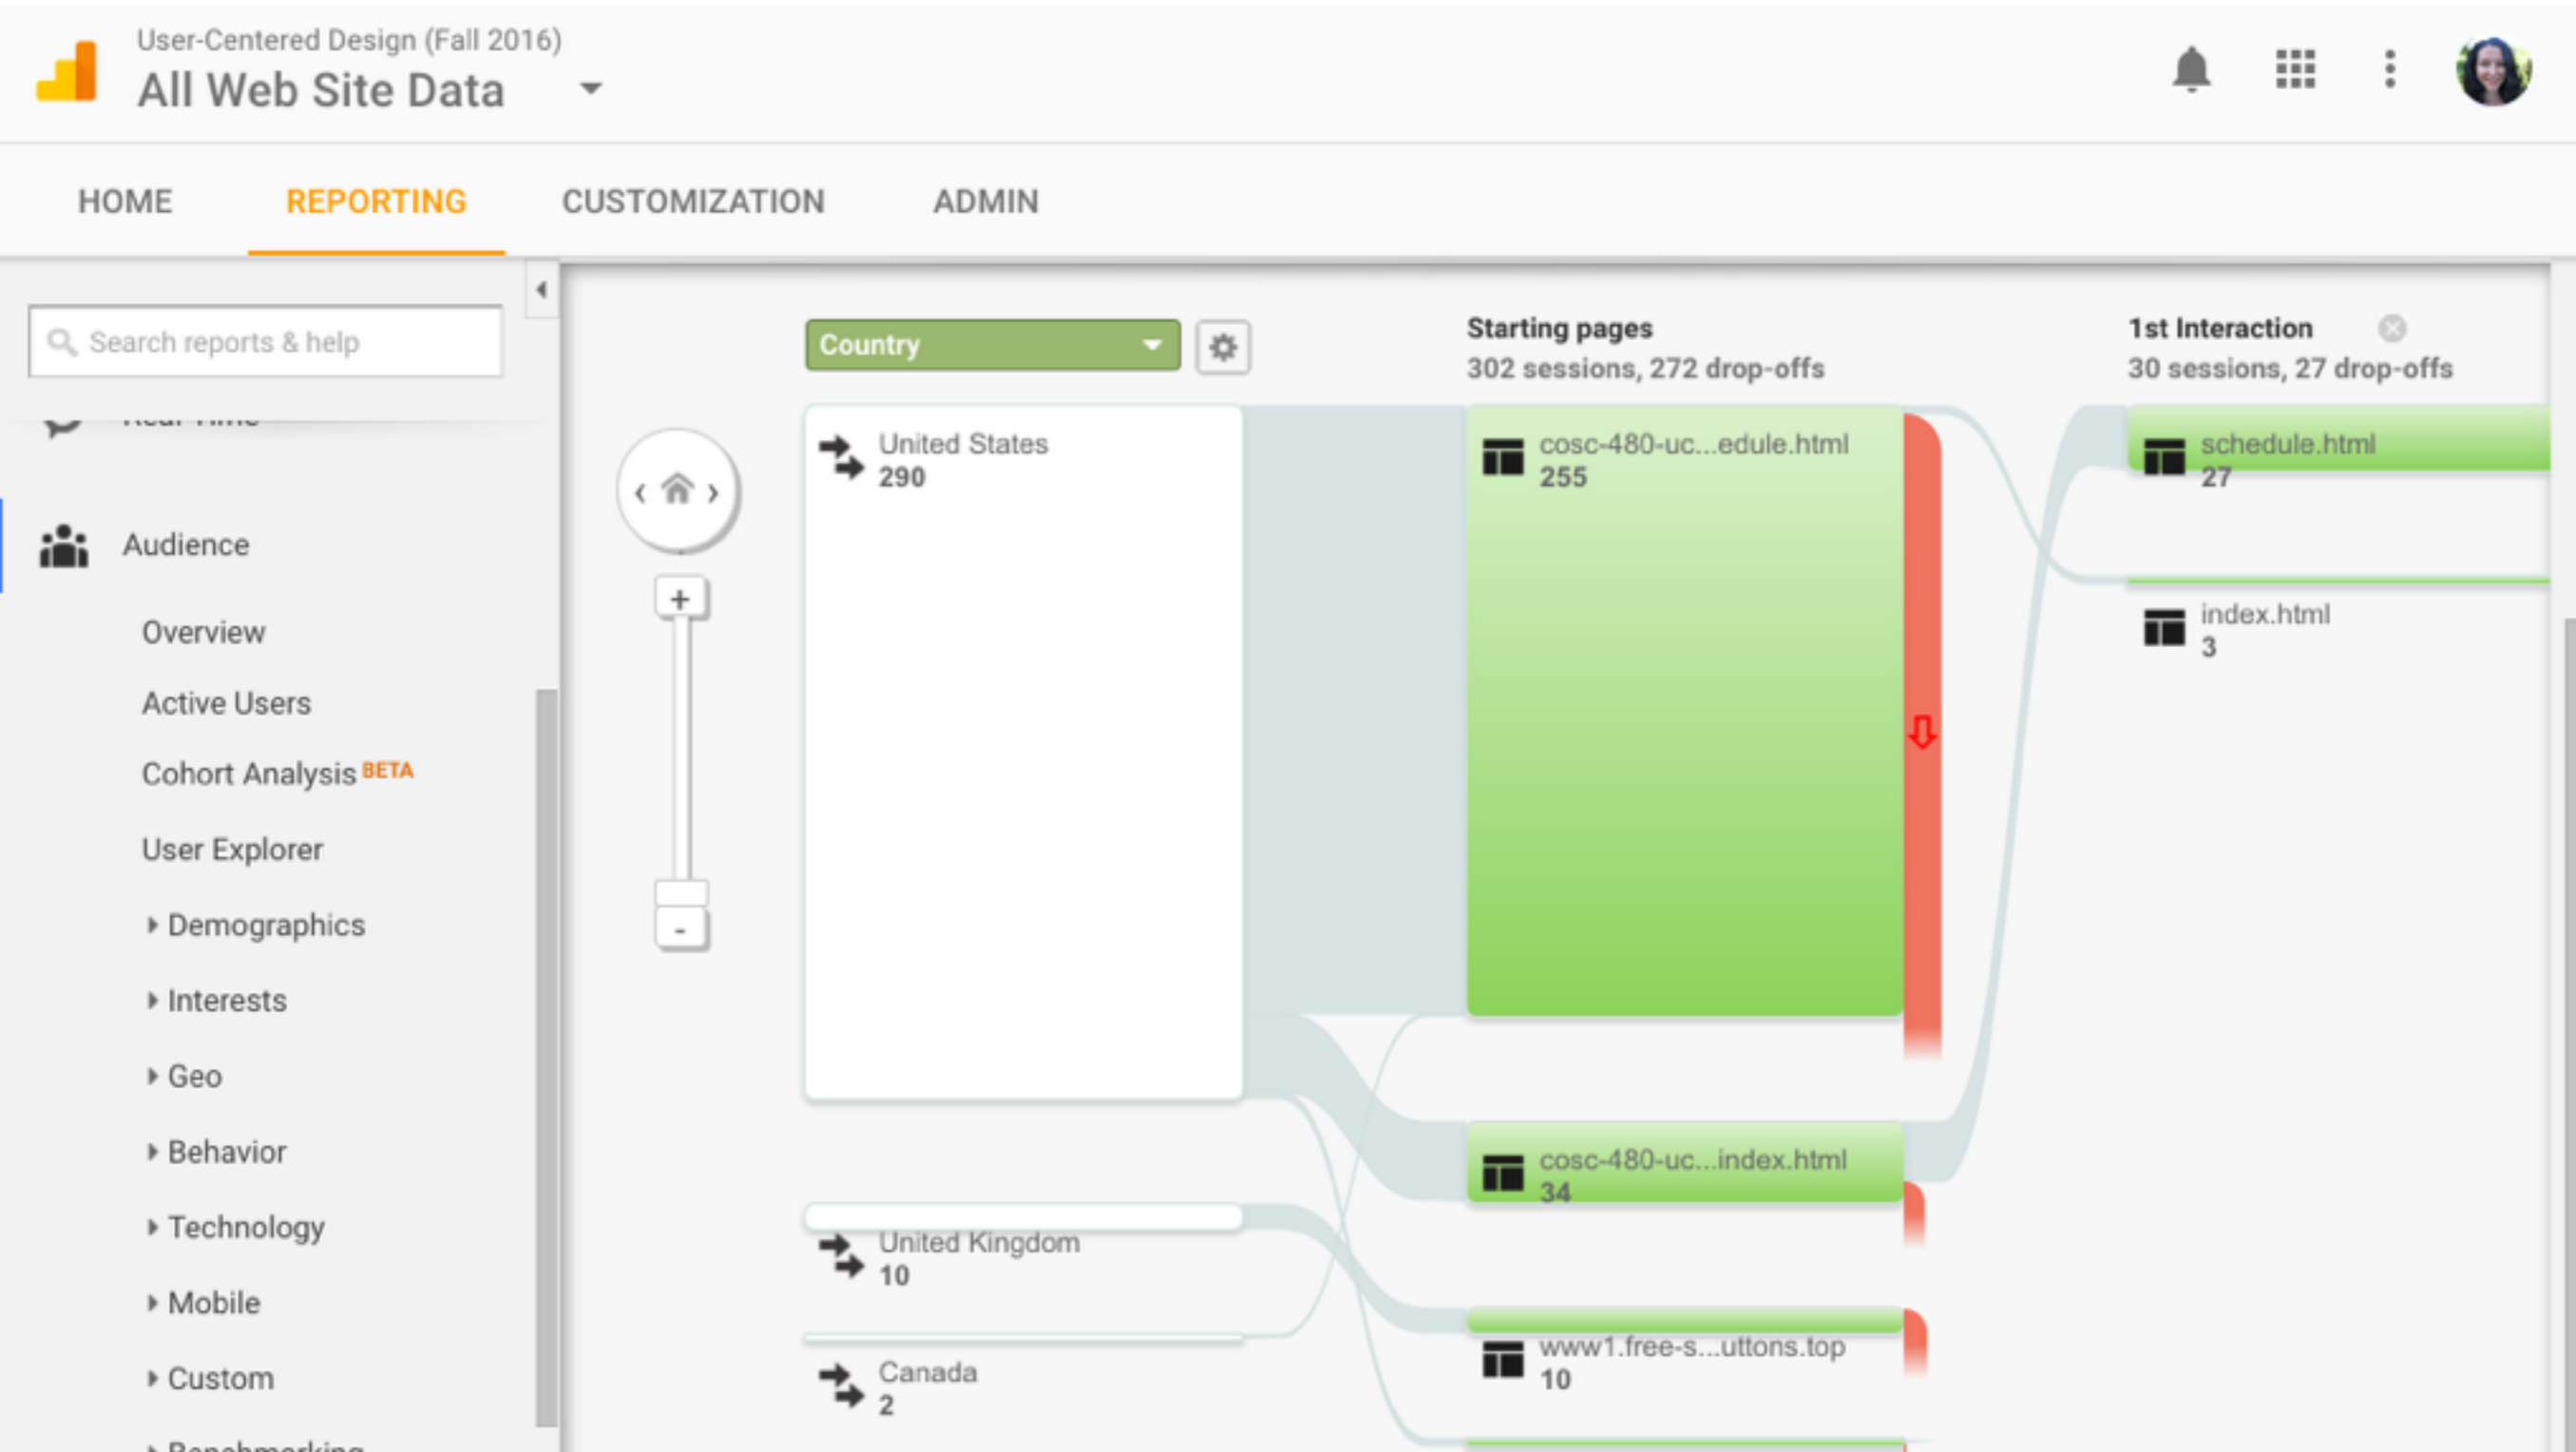 User-Centered Design (Fall 2016)
All Web Site Data
HOME REPORTING CUSTOMIZATION ADMIN
Search reports & help
Real-Time
Audience
Overview
Active Users
Cohort Analysis BETA
User Explorer
Demographics
Interests
Geo
Behavior
Technology
Mobile
Custom
Benchmarking
Country
+
-
United States
290
United Kingdom
10
Canada
2
Starting pages
302 sessions, 272 drop-offs
cosc-480-uc...edule.html
255
cosc-480-uc...index.html
34
www1.free-s...uttons.top
10
1st Interaction
30 sessions, 27 drop-offs
schedule.html
27
index.html
3